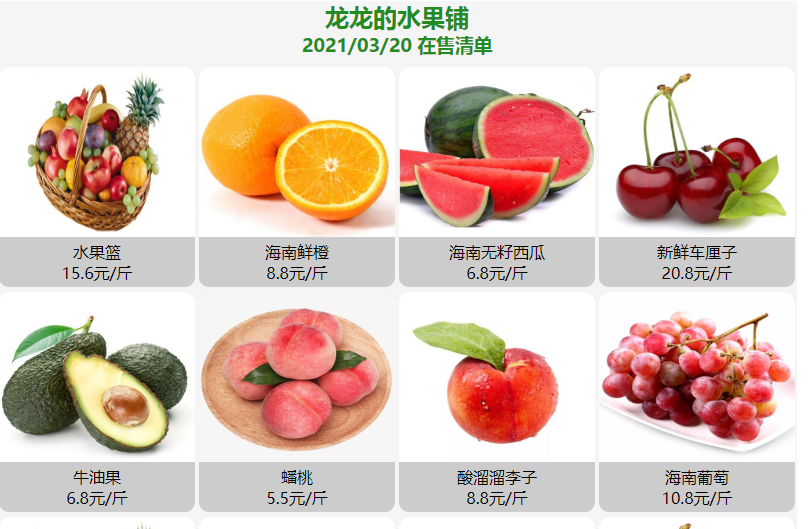 龙龙的水果铺
2021/03/20 在售清单
水果篮
15.6元/斤
海南鲜橙
8.8元/斤
海南无籽西瓜
6.8元/斤
新鲜车厘子
20.8元/斤
牛油果
6.8元/斤
蟠桃
5.5元/斤
酸溜溜李子
8.8元/斤
海南葡萄
10.8元/斤